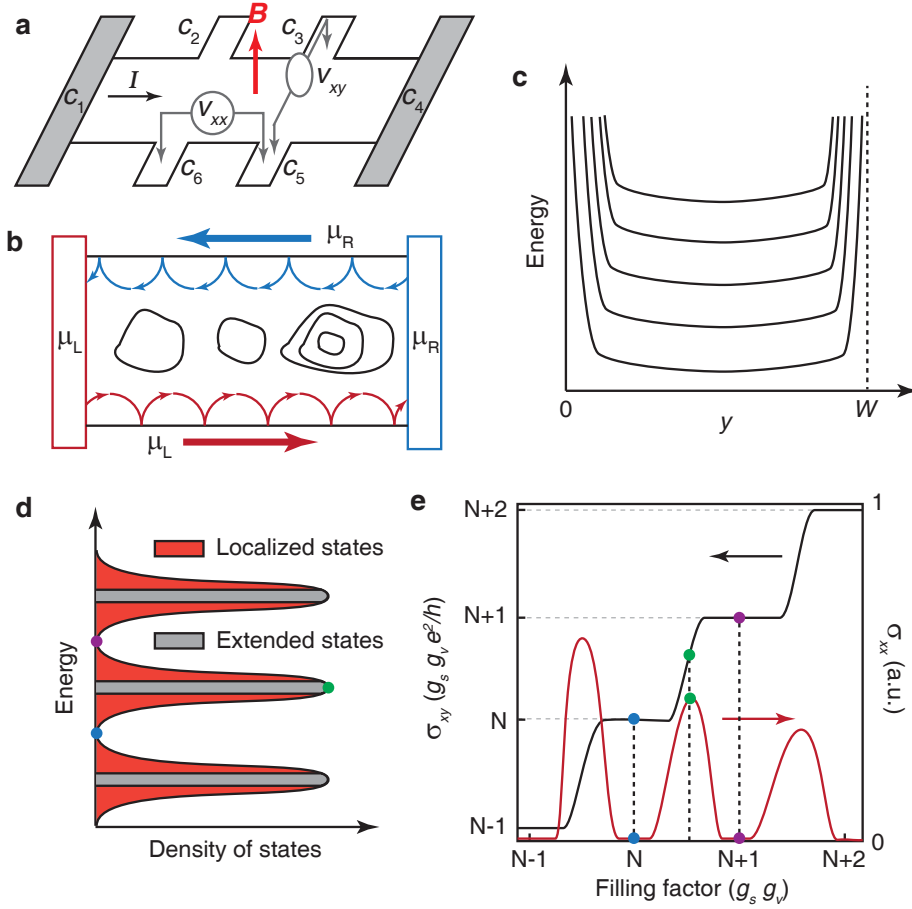 a
B
C2
C3
C1
I
Vxx
Vxy
C4
C6
C5
b
μR
μL
μR
μL
c
Energy
0
y
W
d
Localized states
Extended states
Energy
Density of states
e
N+2
N+1
N
N-1
σxy (gs gv e²/h)
1
0
σxx (a.u.)
N-1
N
N+1
N+2
Filling factor (gs gv)